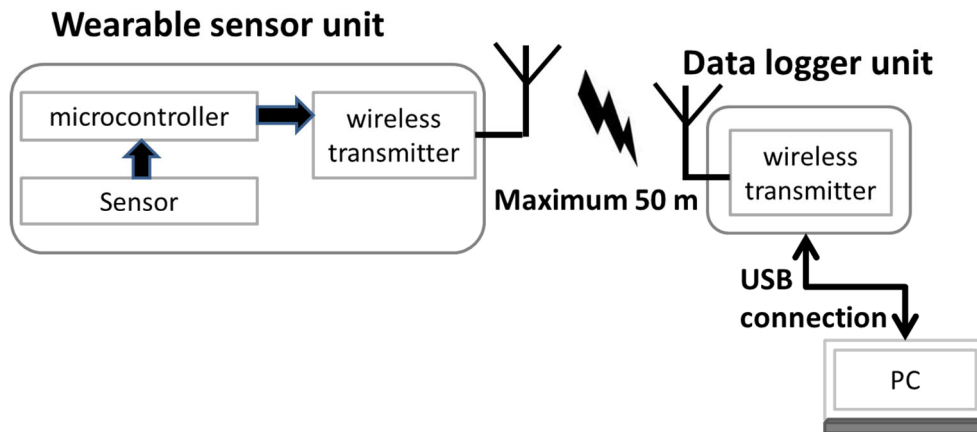 Wearable sensor unit
microcontroller
Sensor
wireless
transmitter
Maximum 50 m
Data logger unit
wireless
transmitter
USB
connection
PC